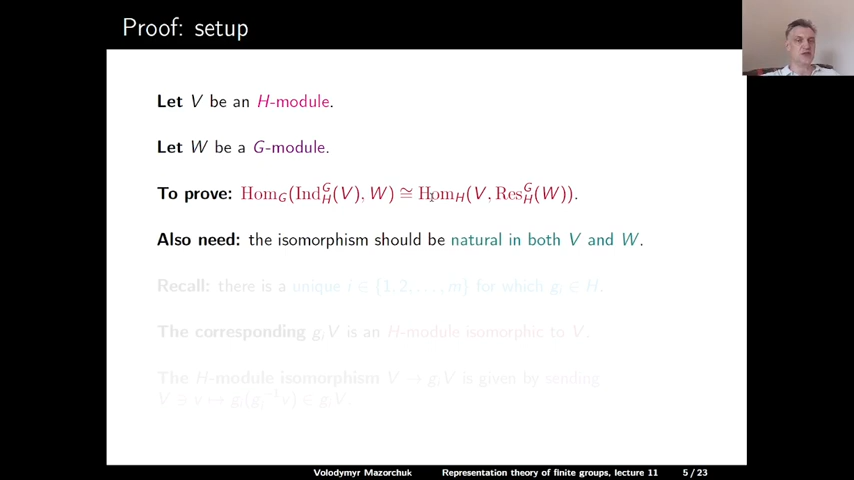 Proof: setup
Let V be an H-module.
Let W be a G-module.
To prove: Hom_G(Ind_H^G(V), W) ≅ Hom_H(V, Res_H^G(W)).
Also need: the isomorphism should be natural in both V and W.
Recall: there is a unique i ∈ {1, 2, . . . , m} for which g_i ∈ H.
The corresponding g_i V is an H-module isomorphic to V.
The H-module isomorphism V → g_i V is given by sending
V ∋ v ↦ g_i(g_i^{−1}v) ∈ g_i V.
Volodymyr Mazorchuk Representation theory of finite groups, lecture 11 5 / 23